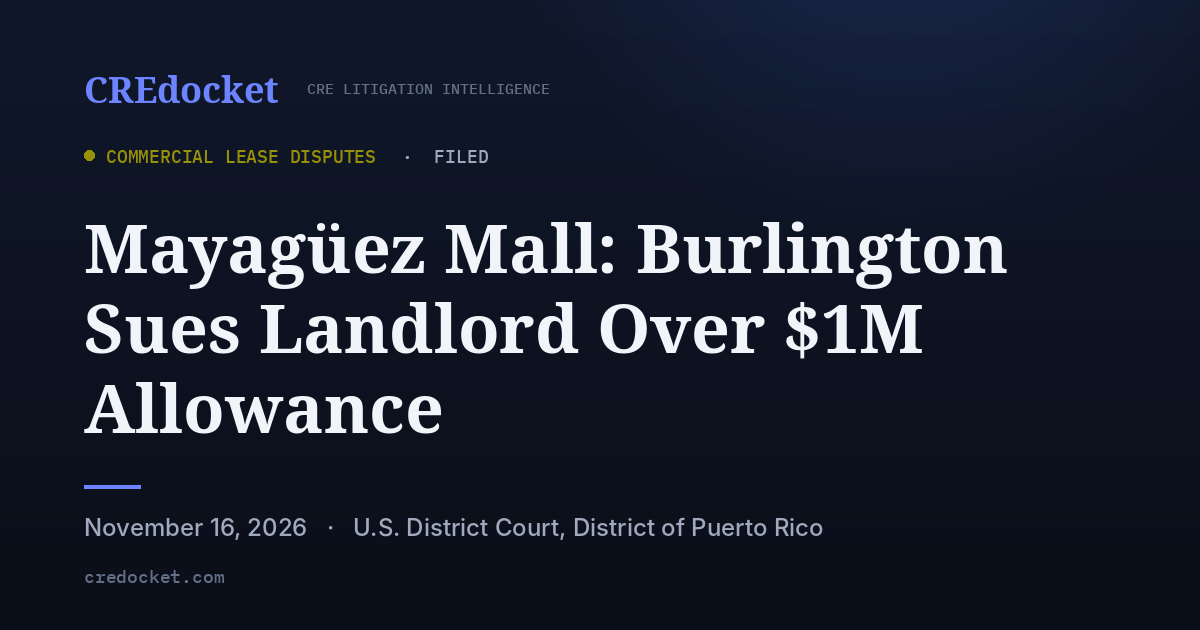 CREdocket CRE LITIGATION INTELLIGENCE
COMMERCIAL LEASE DISPUTES · FILED
Mayagüez Mall: Burlington
Sues Landlord Over $1M
Allowance
November 16, 2026 · U.S. District Court, District of Puerto Rico
credocket.com